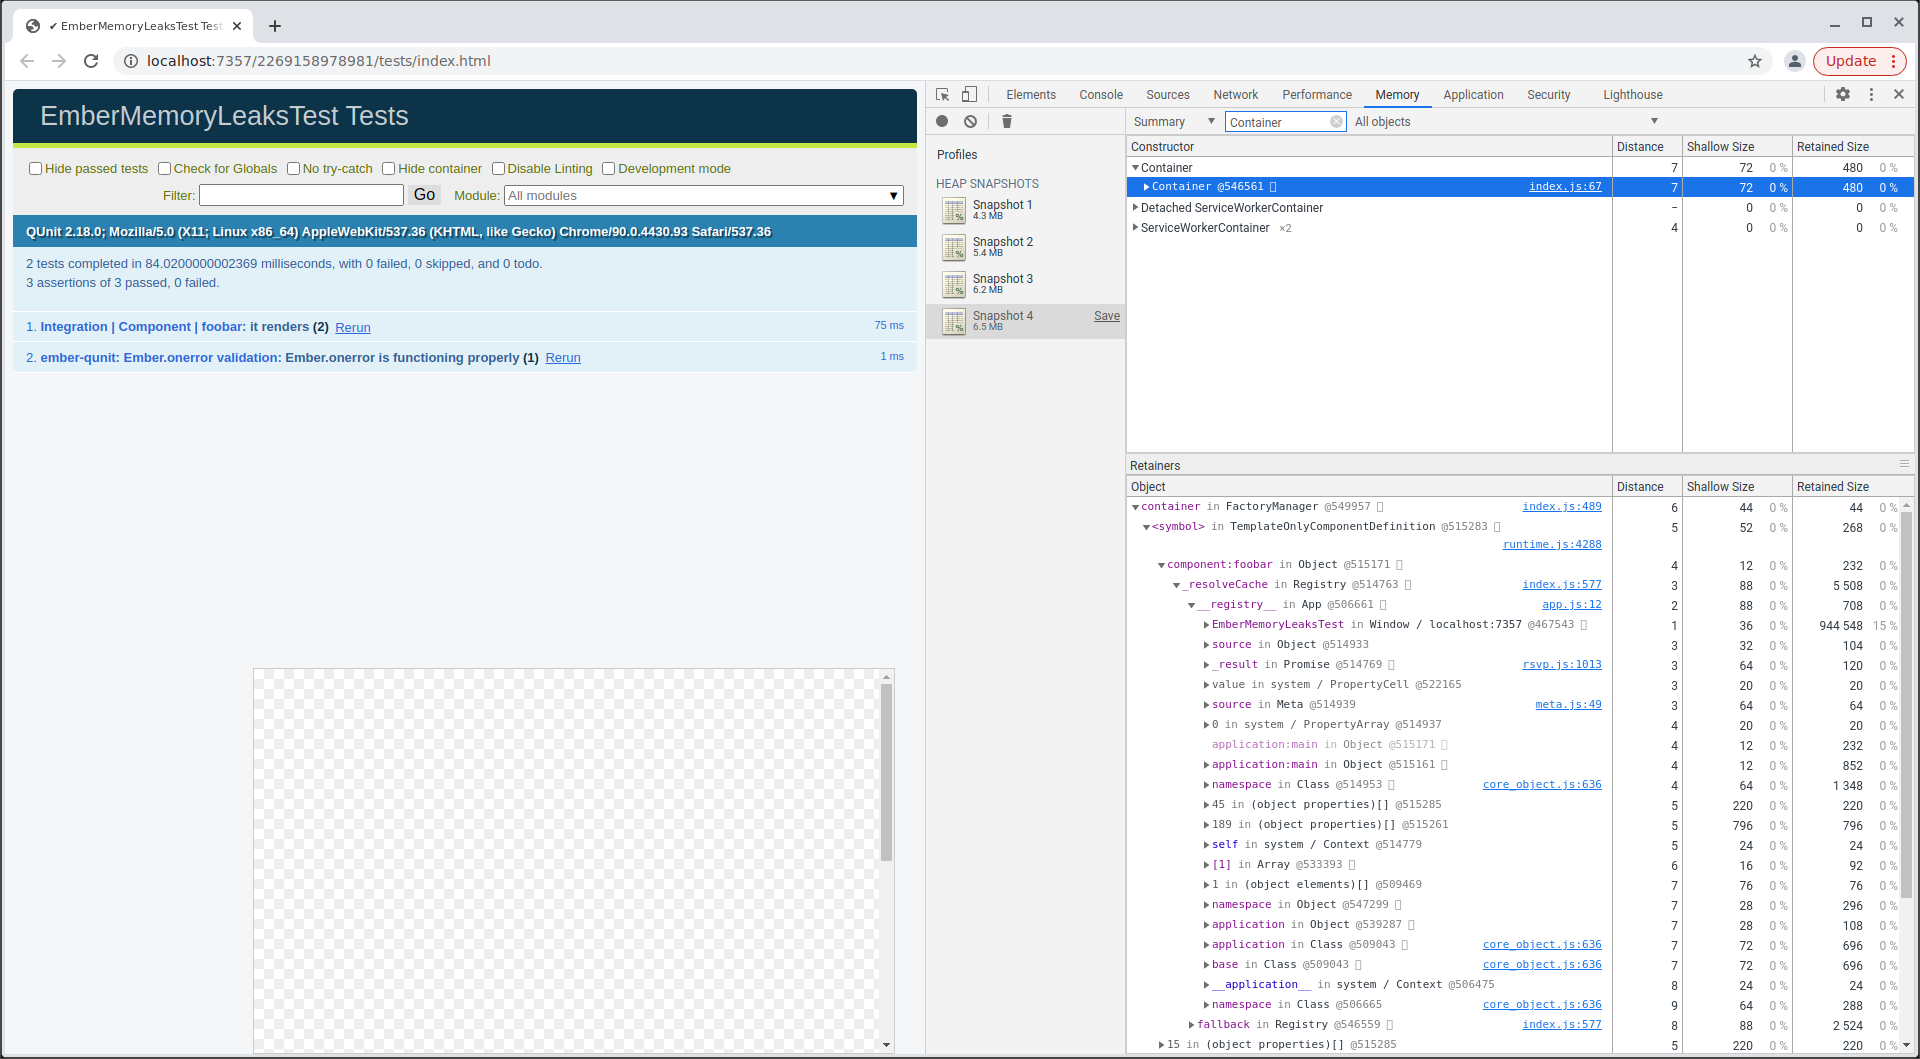 ✔ EmberMemoryLeaksTest Tests
localhost:7357/2269158978981/tests/index.html
Update
EmberMemoryLeaksTest Tests
Hide passed tests Check for Globals No try-catch Hide container Disable Linting Development mode
Filter: Go Module: All modules
QUnit 2.18.0; Mozilla/5.0 (X11; Linux x86_64) AppleWebKit/537.36 (KHTML, like Gecko) Chrome/90.0.4430.93 Safari/537.36
2 tests completed in 84.0200000002369 milliseconds, with 0 failed, 0 skipped, and 0 todo.
3 assertions of 3 passed, 0 failed.
1. Integration | Component | foobar: it renders (2) Rerun 75 ms
2. ember-qunit: Ember.onerror validation: Ember.onerror is functioning properly (1) Rerun 1 ms
Elements Console Sources Network Performance Memory Application Security Lighthouse
Summary Container All objects
Profiles
HEAP SNAPSHOTS
Snapshot 1
4.3 MB
Snapshot 2
5.4 MB
Snapshot 3
6.2 MB
Snapshot 4 Save
6.5 MB
Constructor Distance Shallow Size Retained Size
Container 7 72 0 % 480 0 %
Container @546561 index.js:67 7 72 0 % 480 0 %
Detached ServiceWorkerContainer – 0 0 % 0 0 %
ServiceWorkerContainer ×2 4 0 0 % 0 0 %
Retainers
Object Distance Shallow Size Retained Size
container in FactoryManager @549957 index.js:489 6 44 0 % 44 0 %
<symbol> in TemplateOnlyComponentDefinition @515283 5 52 0 % 268 0 %
runtime.js:4288
component:foobar in Object @515171 4 12 0 % 232 0 %
_resolveCache in Registry @514763 index.js:577 3 88 0 % 5 508 0 %
__registry__ in App @506661 app.js:12 2 88 0 % 708 0 %
EmberMemoryLeaksTest in Window / localhost:7357 @467543 1 36 0 % 944 548 15 %
source in Object @514933 3 32 0 % 104 0 %
_result in Promise @514769 rsvp.js:1013 3 64 0 % 120 0 %
value in system / PropertyCell @522165 3 20 0 % 20 0 %
source in Meta @514939 meta.js:49 3 64 0 % 64 0 %
0 in system / PropertyArray @514937 4 20 0 % 20 0 %
application:main in Object @515171 4 12 0 % 232 0 %
application:main in Object @515161 4 12 0 % 852 0 %
namespace in Class @514953 core_object.js:636 4 64 0 % 1 348 0 %
45 in (object properties)[] @515285 5 220 0 % 220 0 %
189 in (object properties)[] @515261 5 796 0 % 796 0 %
self in system / Context @514779 5 24 0 % 24 0 %
[1] in Array @533393 6 16 0 % 92 0 %
1 in (object elements)[] @509469 7 76 0 % 76 0 %
namespace in Object @547299 7 28 0 % 296 0 %
application in Object @539287 7 28 0 % 108 0 %
application in Class @509043 core_object.js:636 7 72 0 % 696 0 %
base in Class @509043 core_object.js:636 7 72 0 % 696 0 %
__application__ in system / Context @506475 8 24 0 % 24 0 %
namespace in Class @506665 core_object.js:636 9 64 0 % 288 0 %
fallback in Registry @546559 index.js:577 8 88 0 % 2 524 0 %
15 in (object properties)[] @515285 5 220 0 % 220 0 %